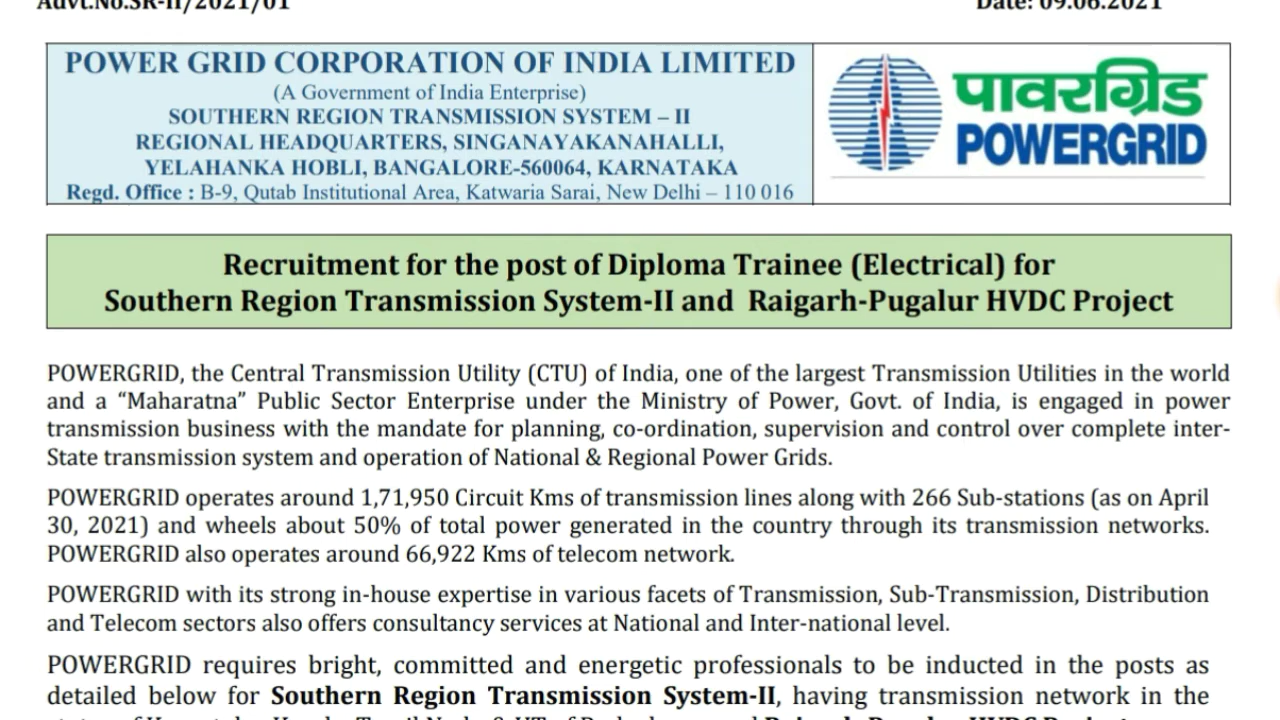 Advt.No.SR-II/2021/01 Date: 09.06.2021
POWER GRID CORPORATION OF INDIA LIMITED
(A Government of India Enterprise)
SOUTHERN REGION TRANSMISSION SYSTEM – II
REGIONAL HEADQUARTERS, SINGANAYAKANAHALLI,
YELAHANKA HOBLI, BANGALORE-560064, KARNATAKA
Regd. Office : B-9, Qutab Institutional Area, Katwaria Sarai, New Delhi – 110 016
पावरग्रिड
POWERGRID
Recruitment for the post of Diploma Trainee (Electrical) for
Southern Region Transmission System-II and Raigarh-Pugalur HVDC Project
POWERGRID, the Central Transmission Utility (CTU) of India, one of the largest Transmission Utilities in the world
and a “Maharatna” Public Sector Enterprise under the Ministry of Power, Govt. of India, is engaged in power
transmission business with the mandate for planning, co-ordination, supervision and control over complete inter-
State transmission system and operation of National & Regional Power Grids.
POWERGRID operates around 1,71,950 Circuit Kms of transmission lines along with 266 Sub-stations (as on April
30, 2021) and wheels about 50% of total power generated in the country through its transmission networks.
POWERGRID also operates around 66,922 Kms of telecom network.
POWERGRID with its strong in-house expertise in various facets of Transmission, Sub-Transmission, Distribution
and Telecom sectors also offers consultancy services at National and Inter-national level.
POWERGRID requires bright, committed and energetic professionals to be inducted in the posts as
detailed below for Southern Region Transmission System-II, having transmission network in the